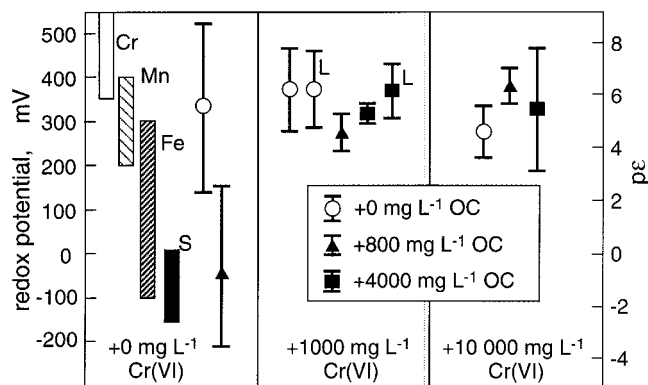 redox potential, mV
550
400
300
200
300
100
0
-100
-200
Cr
Mn
Fe
S
L
L
+0 mg L⁻¹ OC
+800 mg L⁻¹ OC
+4000 mg L⁻¹ OC
+0 mg L⁻¹
Cr(VI)
+1000 mg L⁻¹
Cr(VI)
+10 000 mg L⁻¹
Cr(VI)
8
6
4
2
0
-2
-4
pε